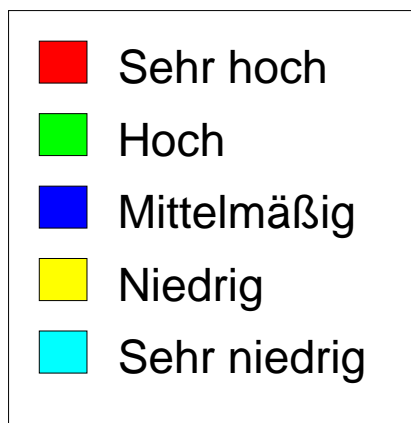 Sehr hoch
Hoch
Mittelmäßig
Niedrig
Sehr niedrig